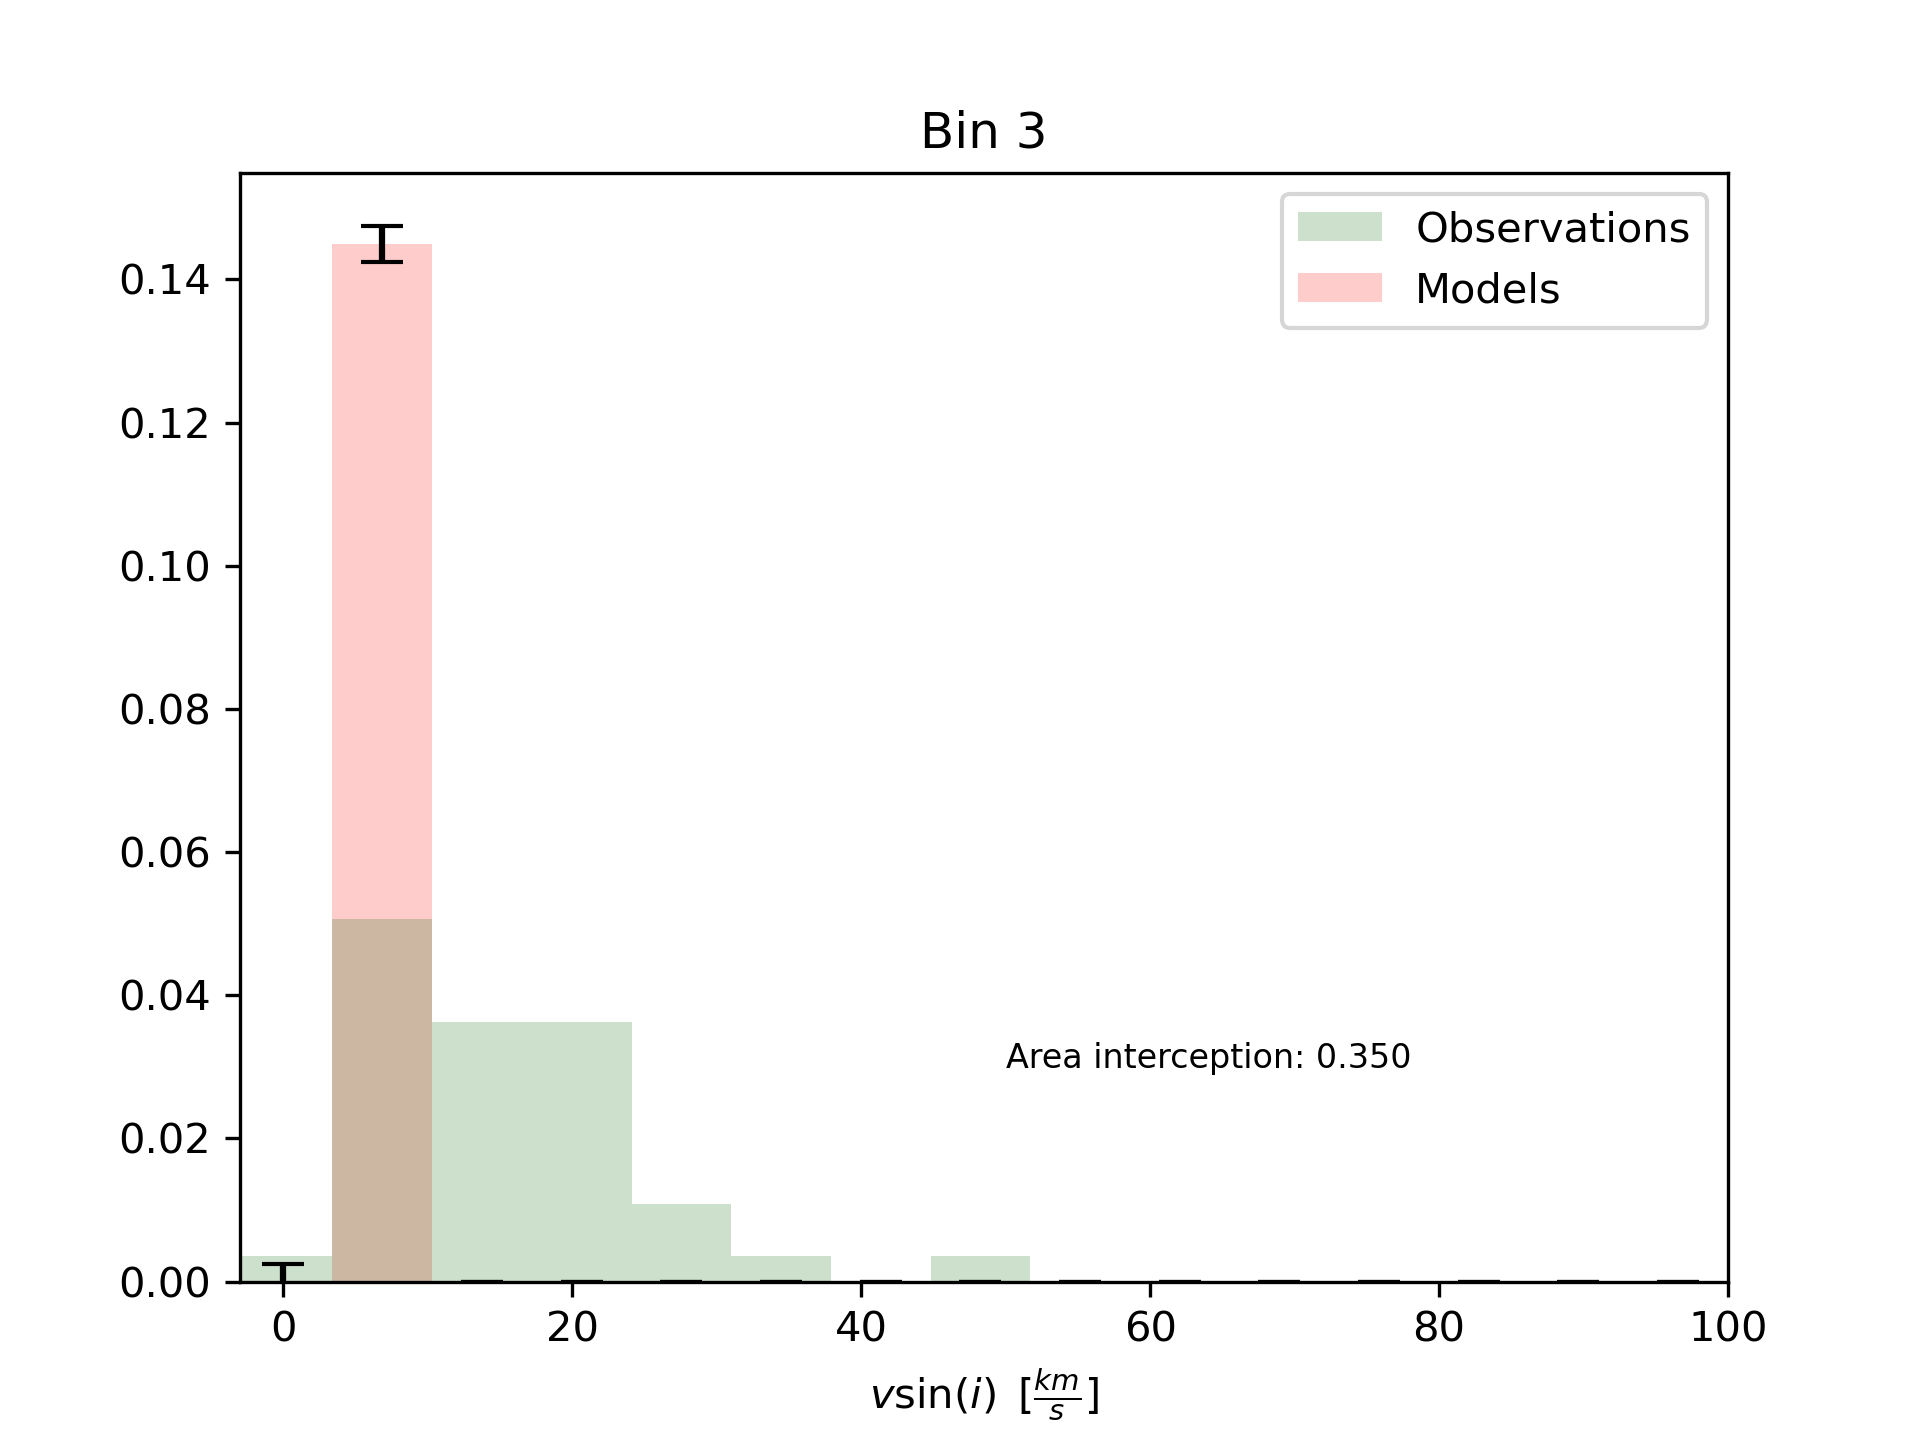 Bin 3
Observations
Models
0.14
0.12
0.10
0.08
0.06
0.04
Area interception: 0.350
0.02
0.00
0 20 40 60 80 100
vsin(i) [km/s]